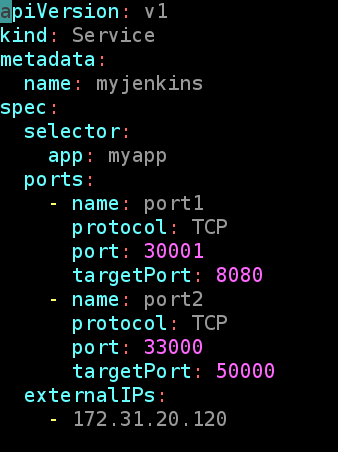 apiVersion: v1
kind: Service
metadata:
  name: myjenkins
spec:
  selector:
    app: myapp
  ports:
    - name: port1
      protocol: TCP
      port: 30001
      targetPort: 8080
    - name: port2
      protocol: TCP
      port: 33000
      targetPort: 50000
  externalIPs:
    - 172.31.20.120